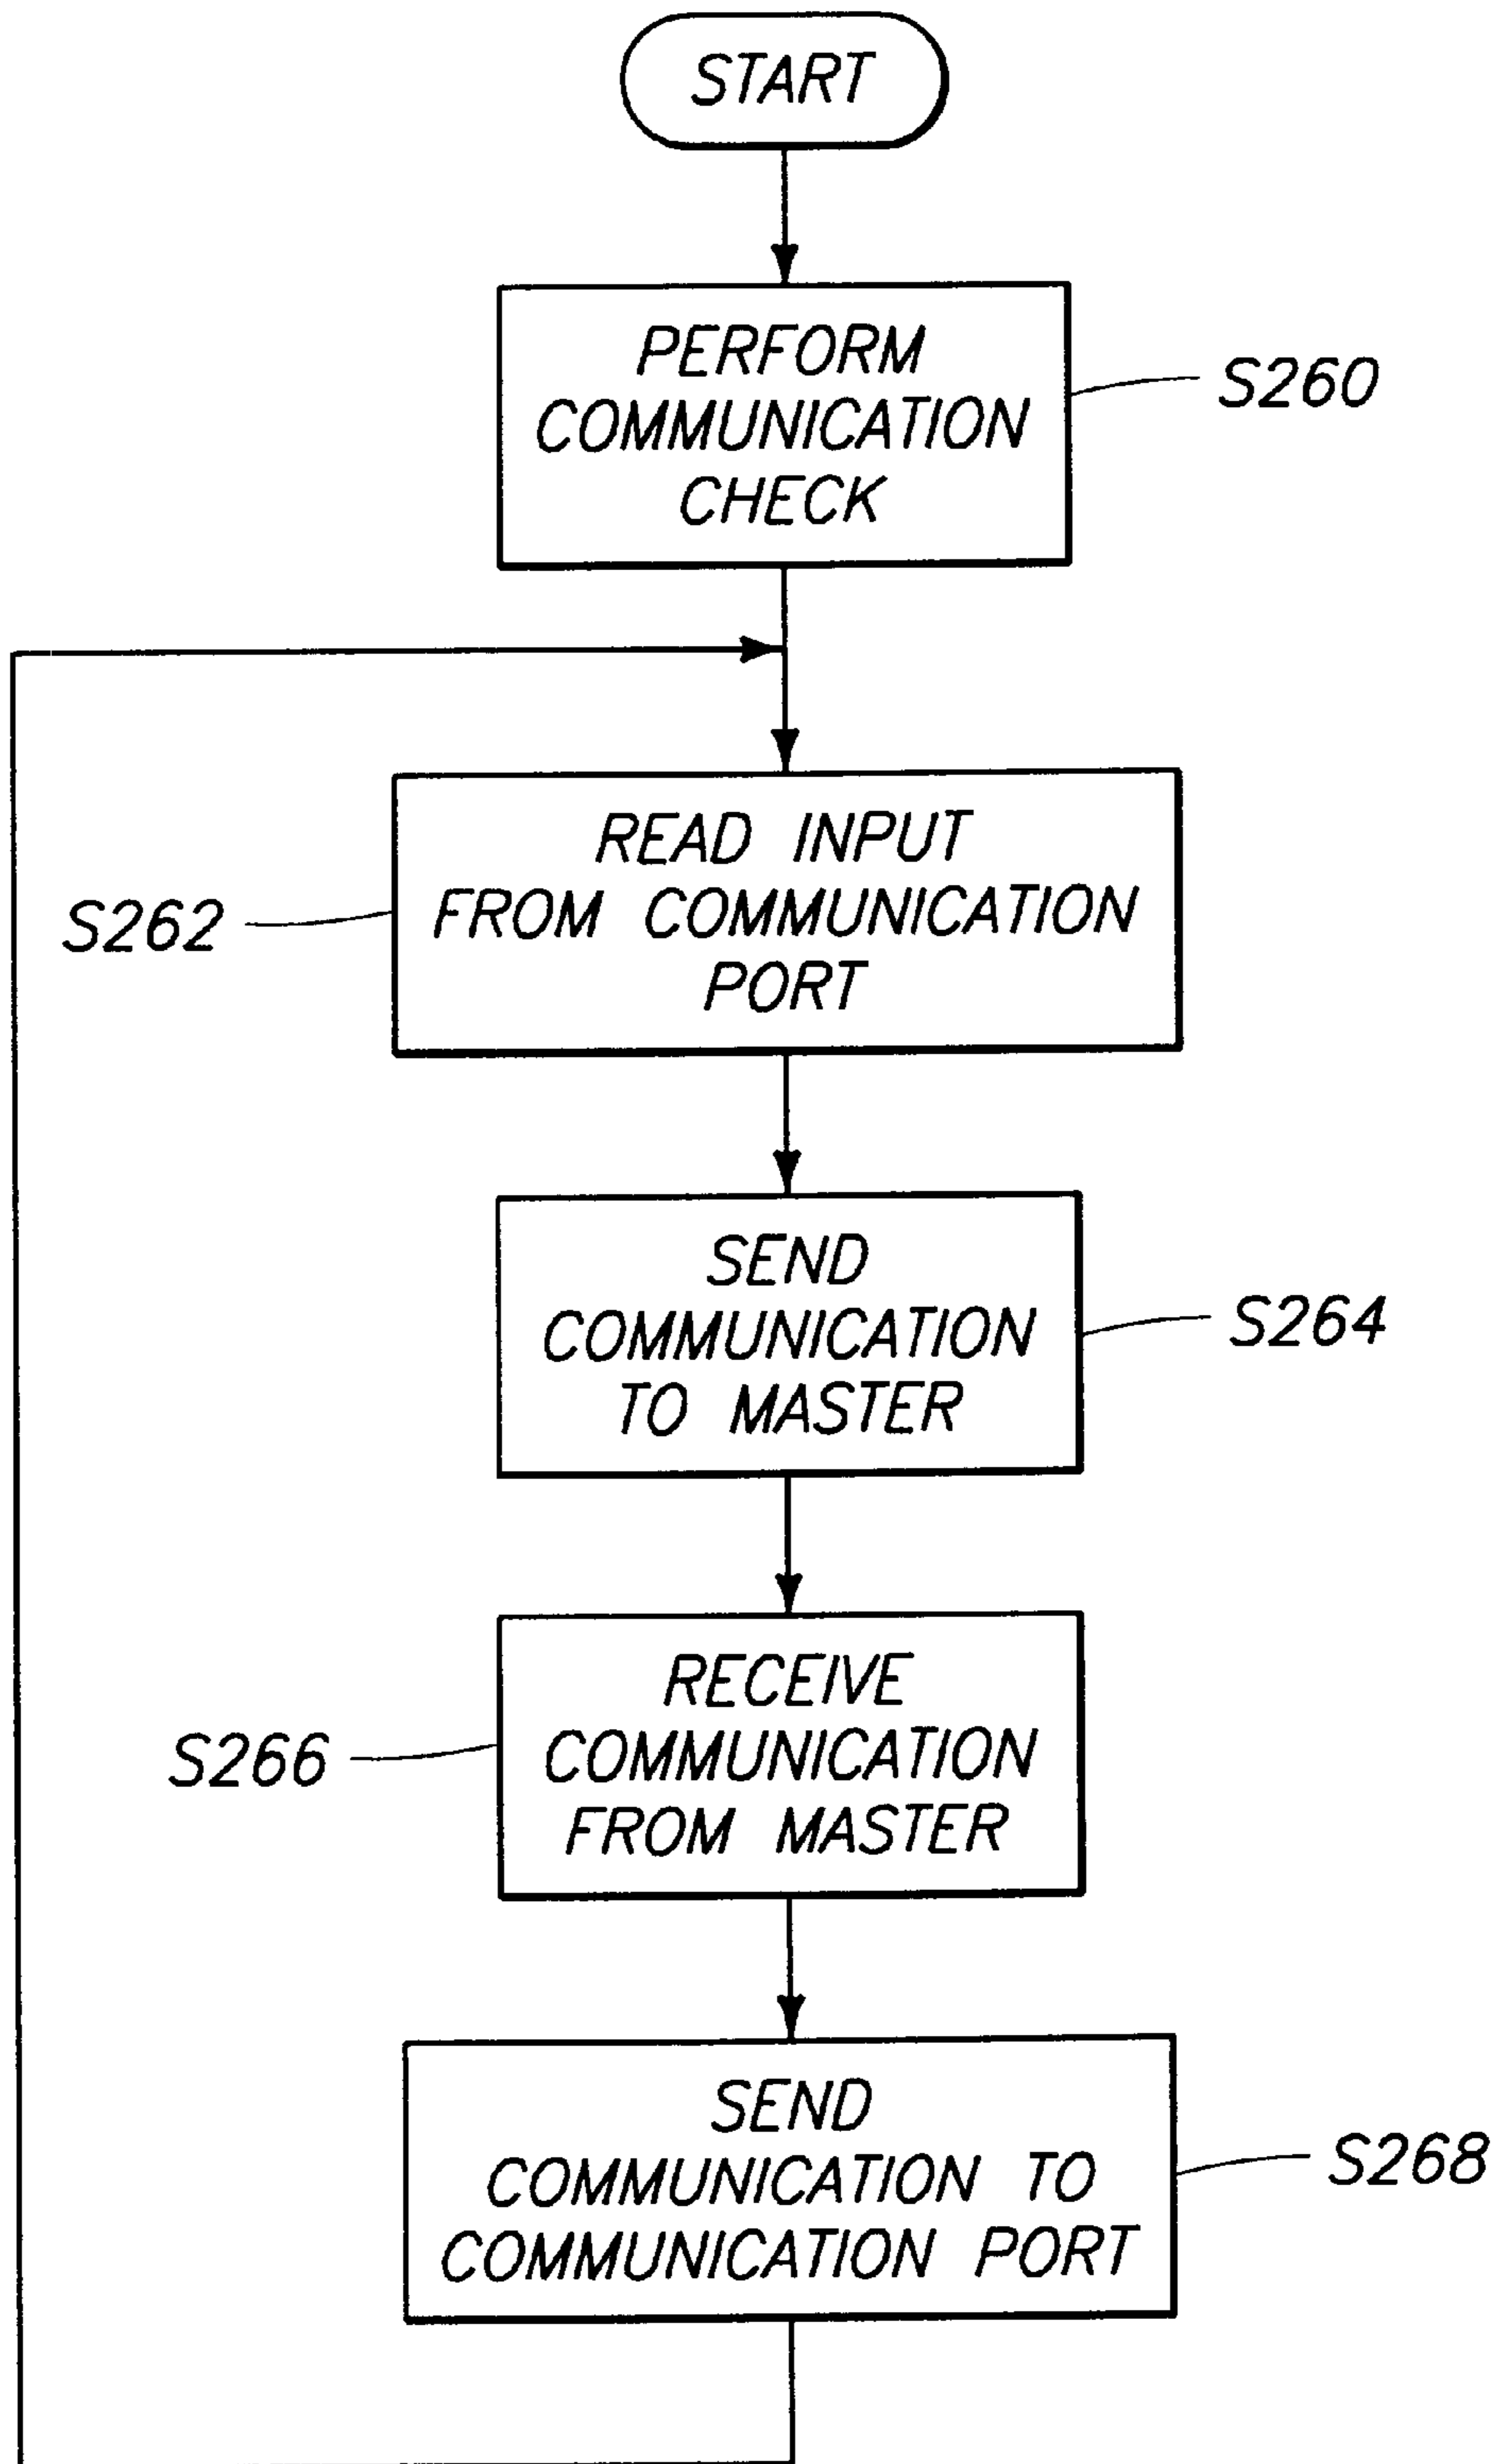 START
PERFORM
COMMUNICATION
CHECK
S260
READ INPUT
FROM COMMUNICATION
PORT
S262
SEND
COMMUNICATION
TO MASTER
S264
RECEIVE
COMMUNICATION
FROM MASTER
S266
SEND
COMMUNICATION TO
COMMUNICATION PORT
S268